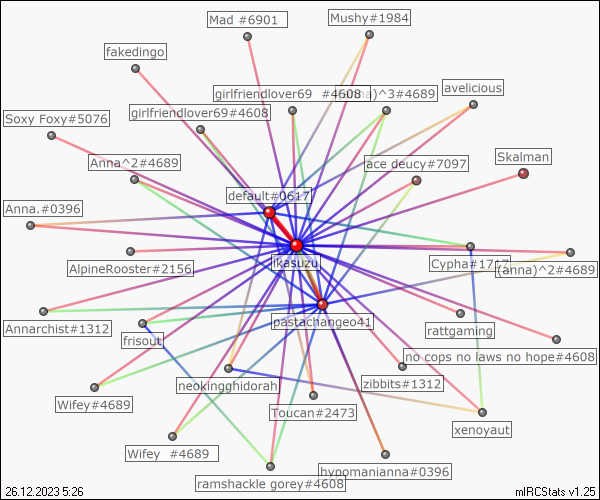 Mad #6901
Mushy#1984
fakedingo
girlfriendlover69 #4608
)^3#4689
avelicious
girlfriendlover69#4608
Soxy Foxy#5076
Anna^2#4689
ace deucy#7097
Skalman
default#0617
Anna.#0396
ikasuzu
AlpineRooster#2156
Cypha#1717
(anna)^2#4689
Annarchist#1312
pastachangeo41
rattgaming
frisout
no cops no laws no hope#4608
neokingghidorah
zibbits#1312
Wifey#4689
Toucan#2473
xenoyaut
Wifey #4689
ramshackle gorey#4608
hypomanianna#0396
26.12.2023 5:26
mIRCStats v1.25